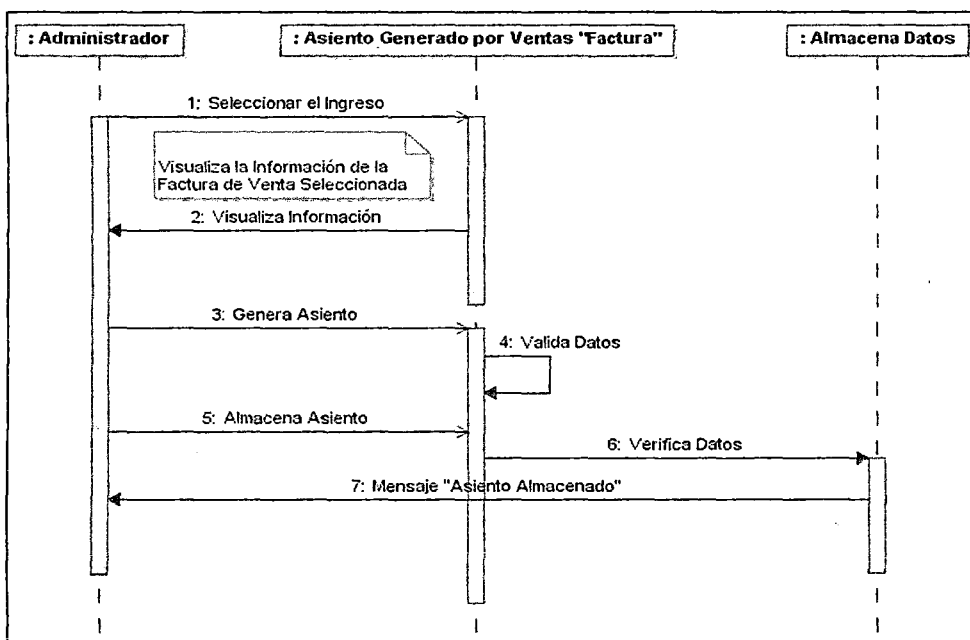 : Administrador
: Asiento Generado por Ventas "Factura"
: Almacena Datos
1: Seleccionar el Ingreso
Visualiza la Información de la
Factura de Venta Seleccionada
2: Visualiza Información
3: Genera Asiento
4: Valida Datos
5: Almacena Asiento
6: Verifica Datos
7: Mensaje "Asiento Almacenado"